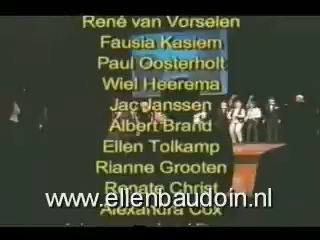 René van Vorselen
Fausia Kasiem
Paul Oosterholt
Wiel Heerema
Jac Janssen
Albert Brand
Ellen Tolkamp
Rianne Grooten
Renate Christ
www.ellenbaudoin.nl
Alexandra Cox